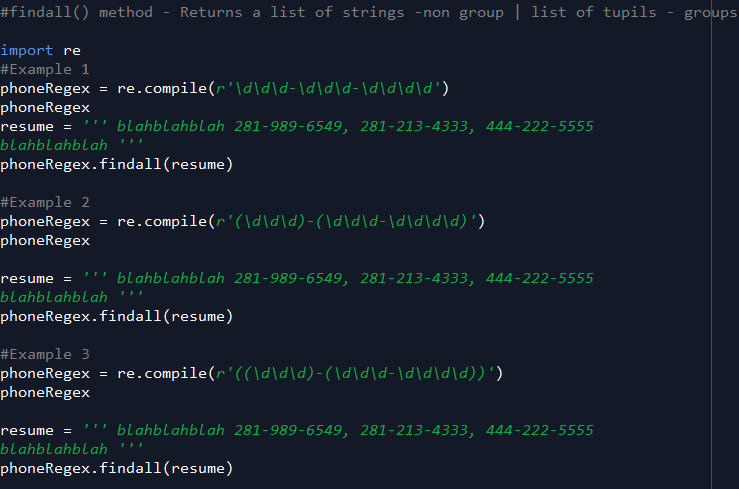 #findall() method - Returns a list of strings -non group | list of tupils - groups
import re
#Example 1
phoneRegex = re.compile(r'\d\d\d-\d\d\d-\d\d\d\d')
phoneRegex
resume = ''' blahblahblah 281-989-6549, 281-213-4333, 444-222-5555
blahblahblah '''
phoneRegex.findall(resume)
#Example 2
phoneRegex = re.compile(r'(\d\d\d)-(\d\d\d-\d\d\d\d)')
phoneRegex
resume = ''' blahblahblah 281-989-6549, 281-213-4333, 444-222-5555
blahblahblah '''
phoneRegex.findall(resume)
#Example 3
phoneRegex = re.compile(r'((\d\d\d)-(\d\d\d-\d\d\d\d))')
phoneRegex
resume = ''' blahblahblah 281-989-6549, 281-213-4333, 444-222-5555
blahblahblah '''
phoneRegex.findall(resume)